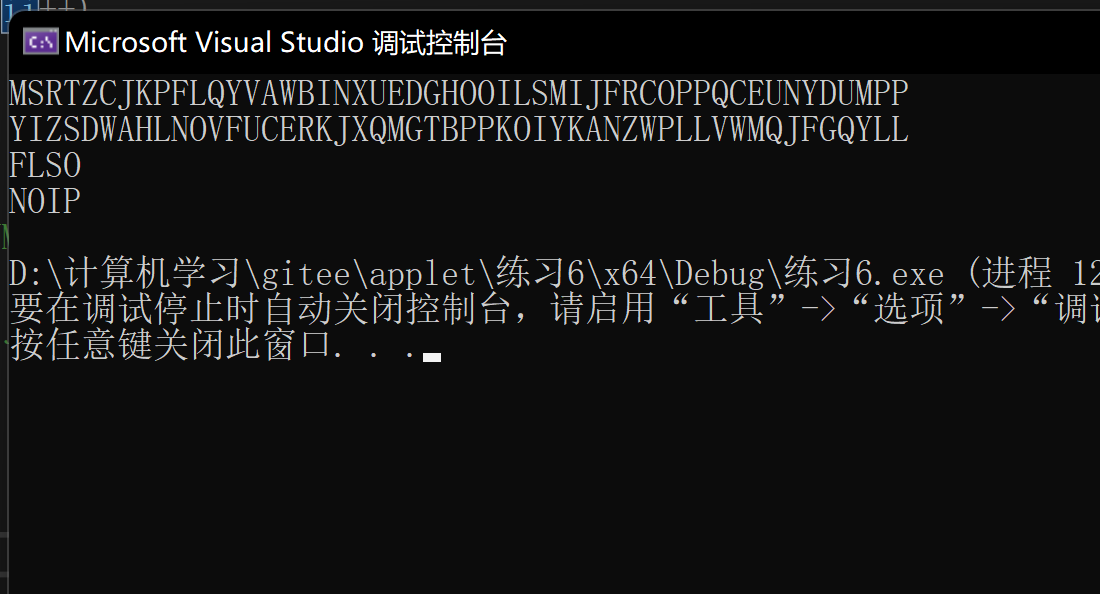 Microsoft Visual Studio 调试控制台
MSRTZCJKPFLQYVAWBINXUEDGHOOILSMIJFRCOPPQCEUNYDUMPP
YIZSDWAHLNOVFUCERKJXQMGTBPPKOIYKANZWPLLVWMQJFGQYLL
FLSO
NOIP
D:\计算机学习\gitee\applet\练习6\x64\Debug\练习6.exe (进程 12
要在调试停止时自动关闭控制台，请启用“工具”->“选项”->“调试
按任意键关闭此窗口. . .